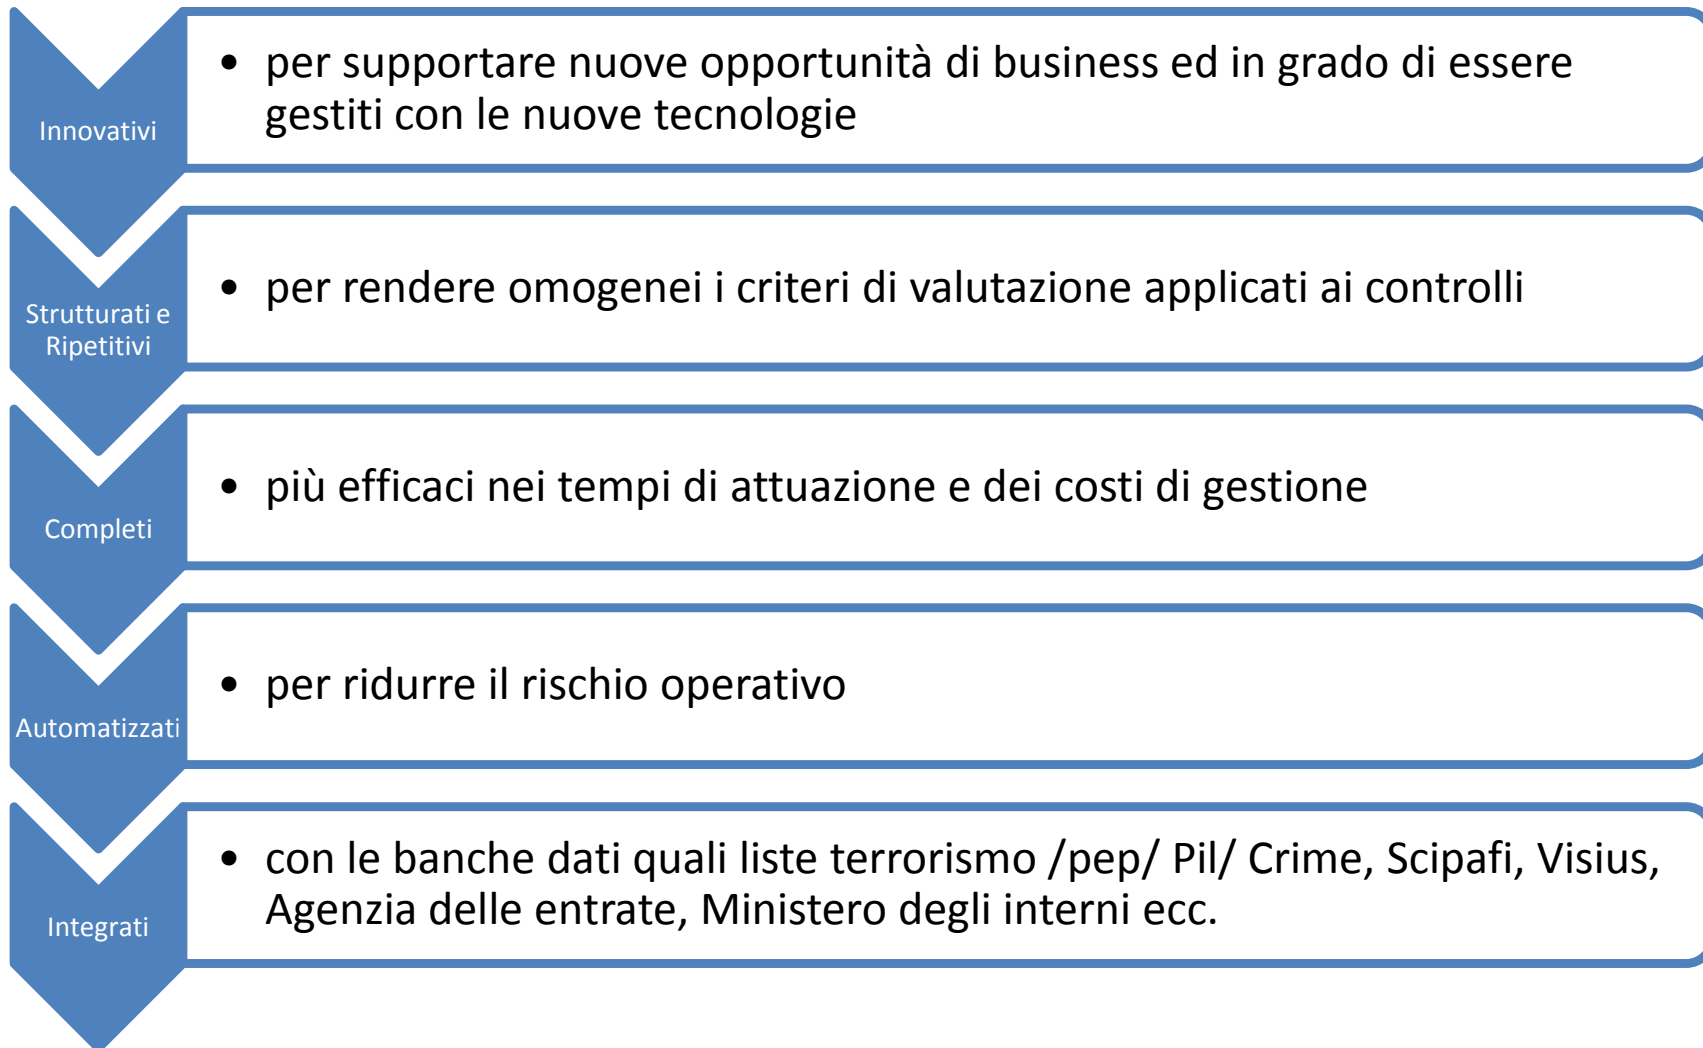 Innovativi
• per supportare nuove opportunità di business ed in grado di essere
gestiti con le nuove tecnologie
Strutturati e
Ripetitivi
• per rendere omogenei i criteri di valutazione applicati ai controlli
Completi
• più efficaci nei tempi di attuazione e dei costi di gestione
Automatizzati
• per ridurre il rischio operativo
Integrati
• con le banche dati quali liste terrorismo /pep/ Pil/ Crime, Scipafi, Visius,
Agenzia delle entrate, Ministero degli interni ecc.